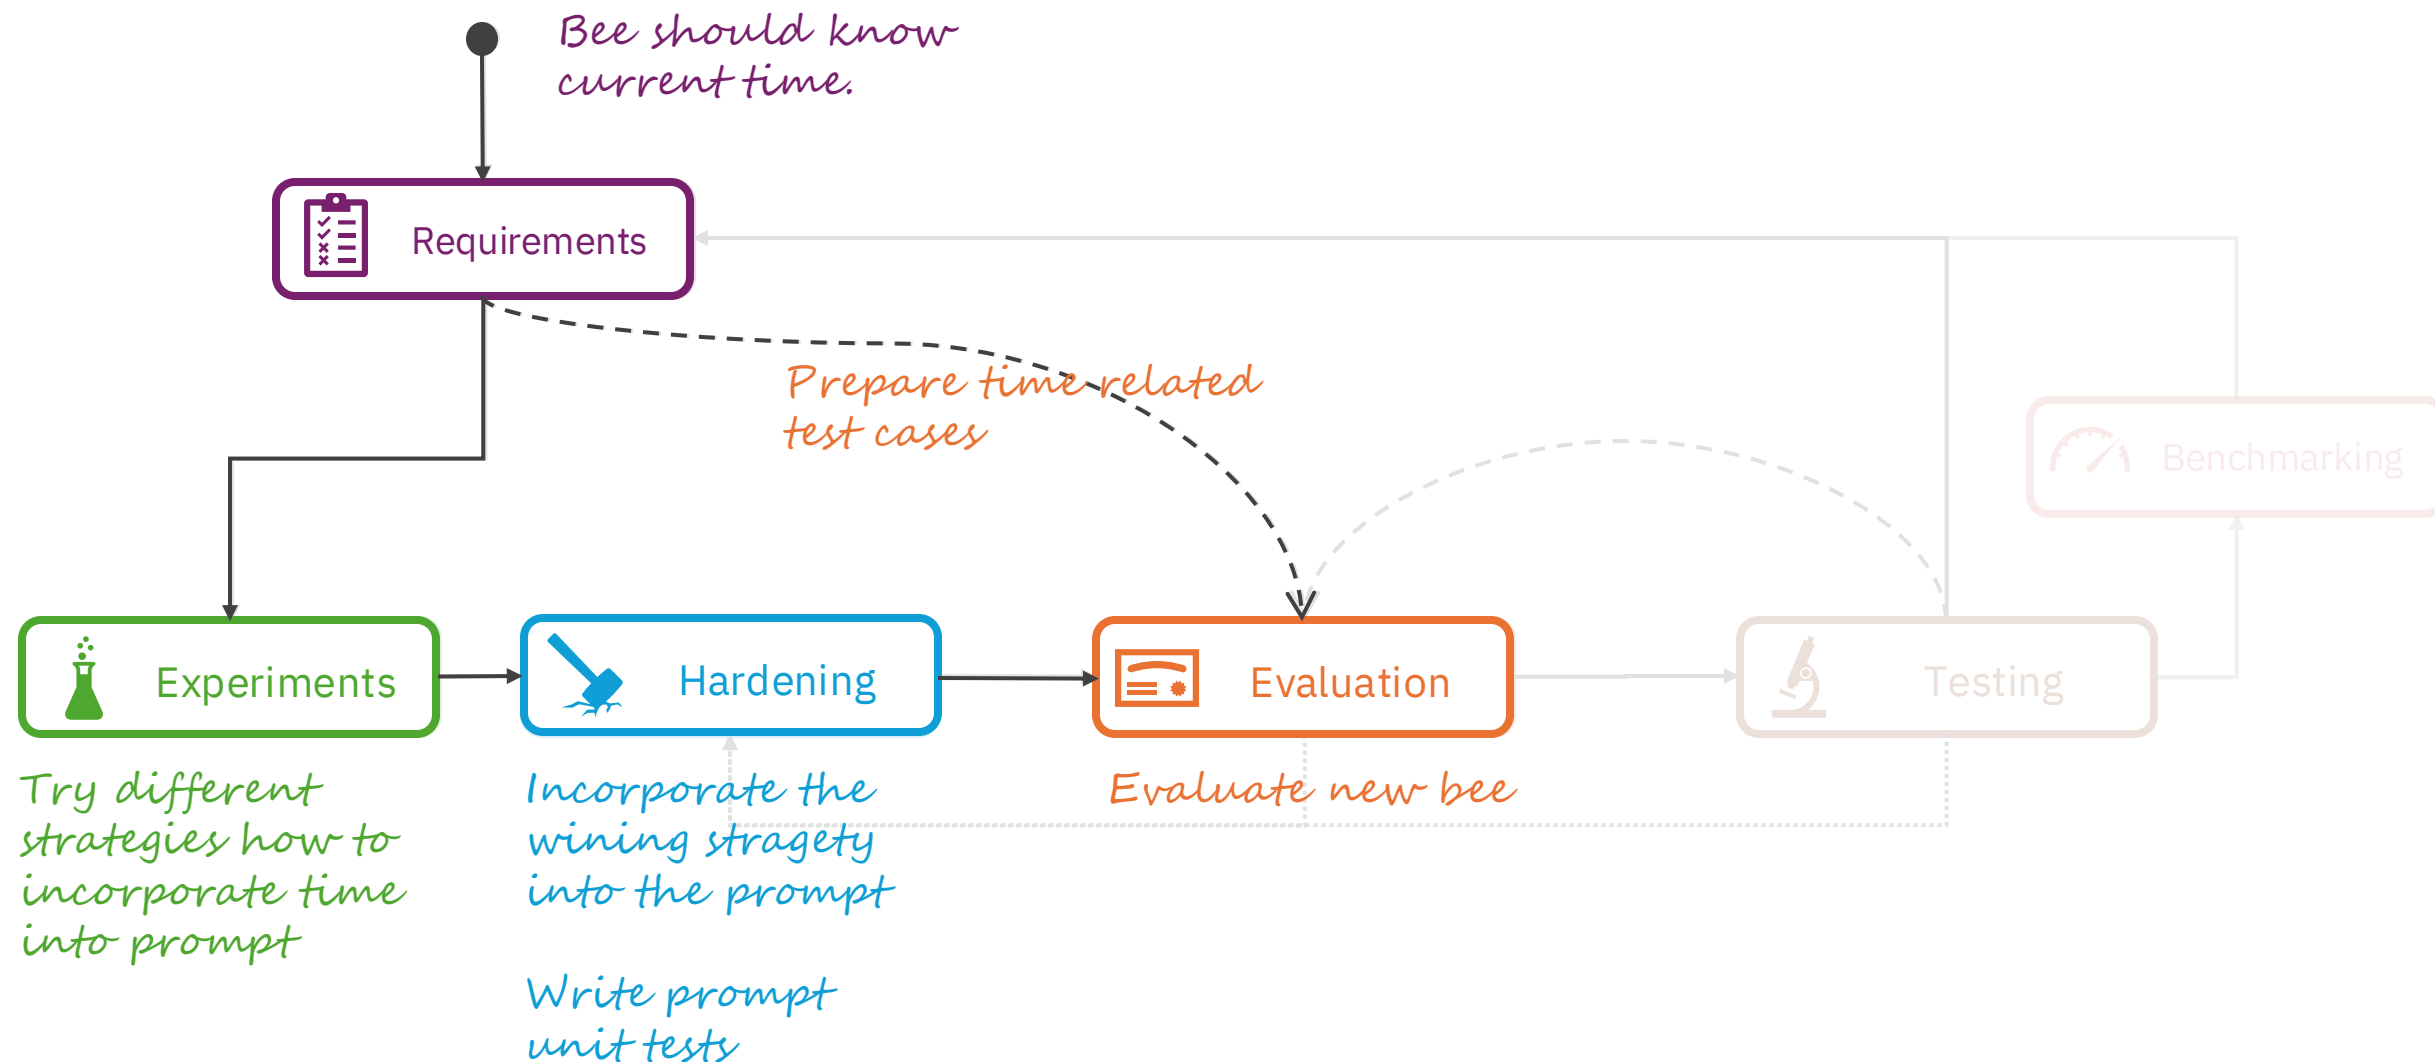 Bee should know
current time.
Requirements
Prepare time related
test cases
Benchmarking
Experiments
Hardening
Evaluation
Testing
Try different
strategies how to
incorporate time
into prompt
Incorporate the
wining stragety
into the prompt
Write prompt
unit tests
Evaluate new bee